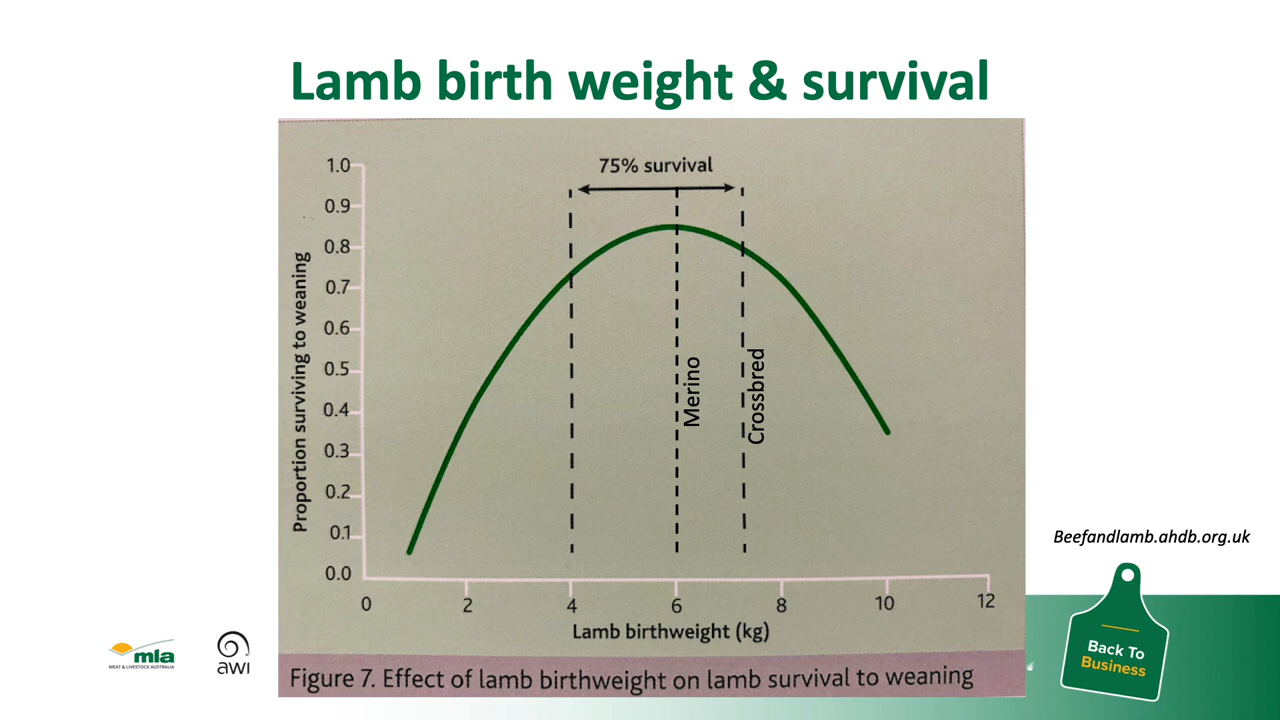 Lamb birth weight & survival
75% survival
1.0
0.9
0.8
0.7
0.6
0.5
0.4
0.3
0.2
0.1
0.0
Proportion surviving to weaning
Merino
Crossbred
0 2 4 6 8 10 12
Lamb birthweight (kg)
Figure 7. Effect of lamb birthweight on lamb survival to weaning
Beefandlamb.ahdb.org.uk
mla
MEAT & LIVESTOCK AUSTRALIA
awi
Back To
Business